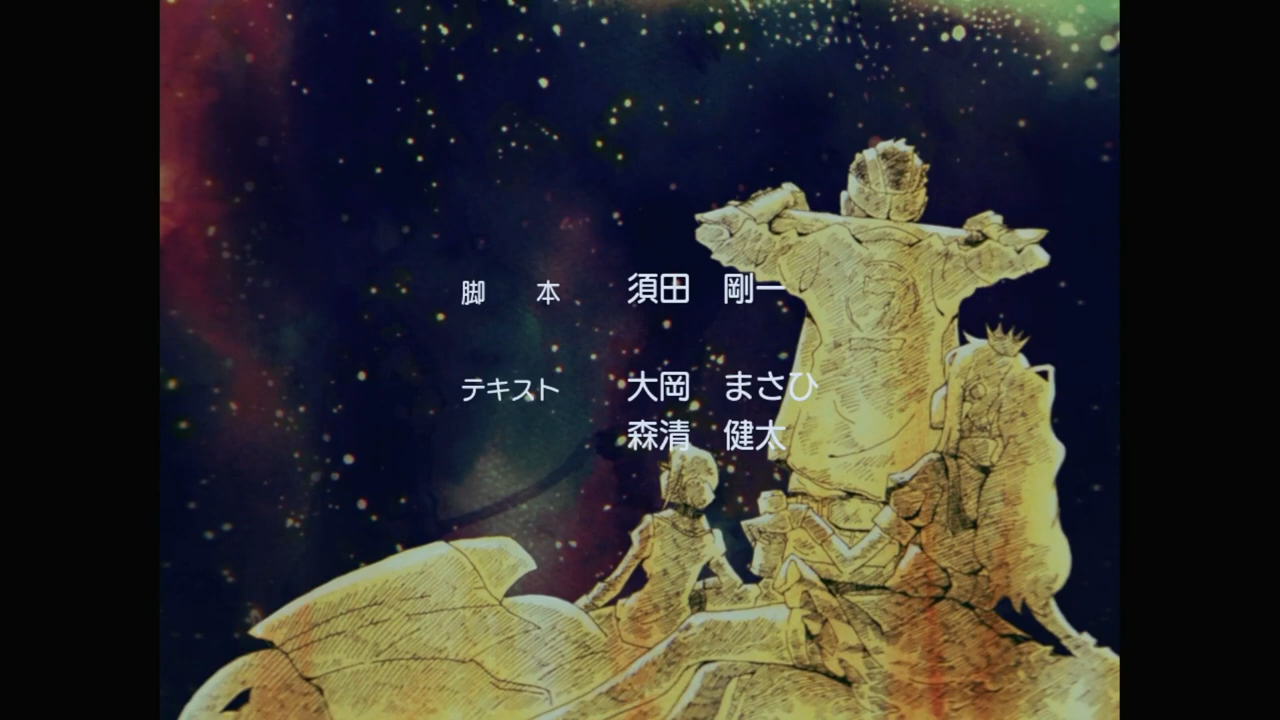 脚　本　須田　剛一
テキスト　大岡　まさひ
森清　健太